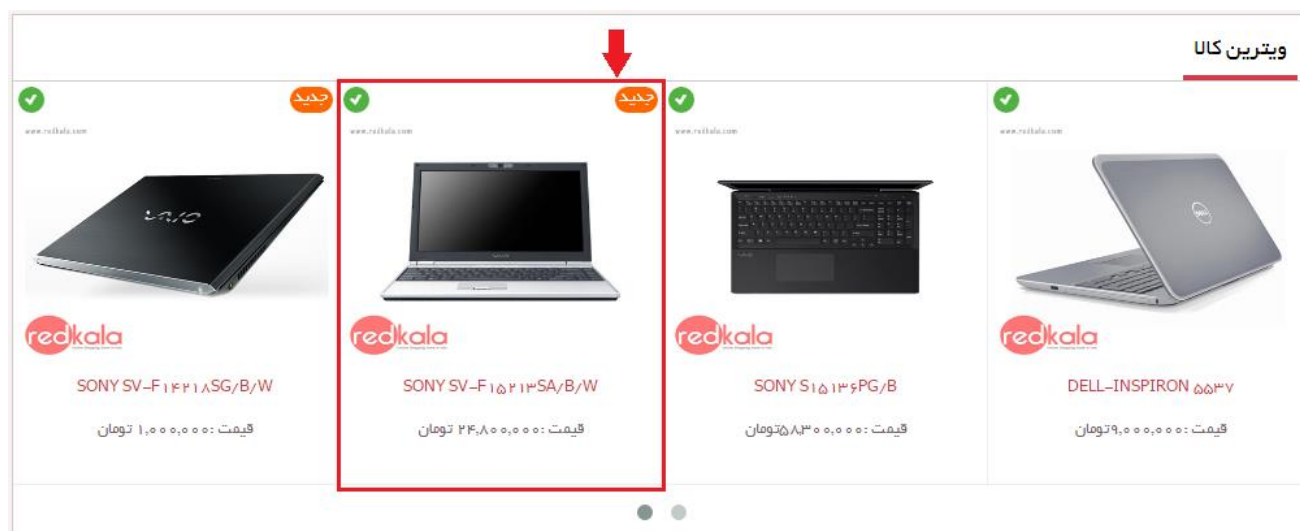 ویترین کالا
جدید
جدید
www.redkala.com
www.redkala.com
www.redkala.com
www.redkala.com
VAIO
DELL
redkala
redkala
redkala
redkala
DELL-INSPIRON ۵۵۳۷
SONY S۱۵۱۳۶PG/B
SONY SV-F۱۵۲۱۳SA/B/W
SONY SV-F۱۴۲۱۸SG/B/W
قیمت :۹,۰۰۰,۰۰۰تومان
قیمت :۵۸,۳۰۰,۰۰۰تومان
قیمت :۲۴,۸۰۰,۰۰۰ تومان
قیمت :۱,۰۰۰,۰۰۰ تومان